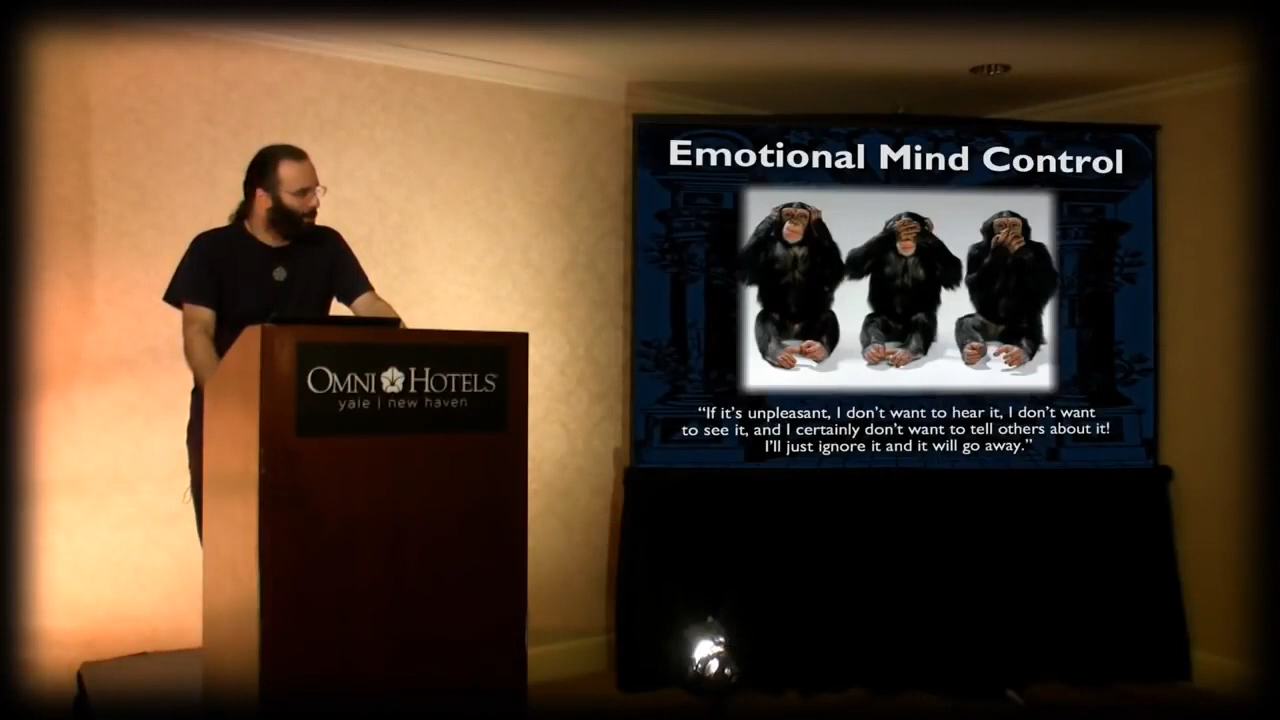 Emotional Mind Control
OMNI HOTELS
yale | new haven
“If it’s unpleasant, I don’t want to hear it, I don’t want
to see it, and I certainly don’t want to tell others about it!
I’ll just ignore it and it will go away.”